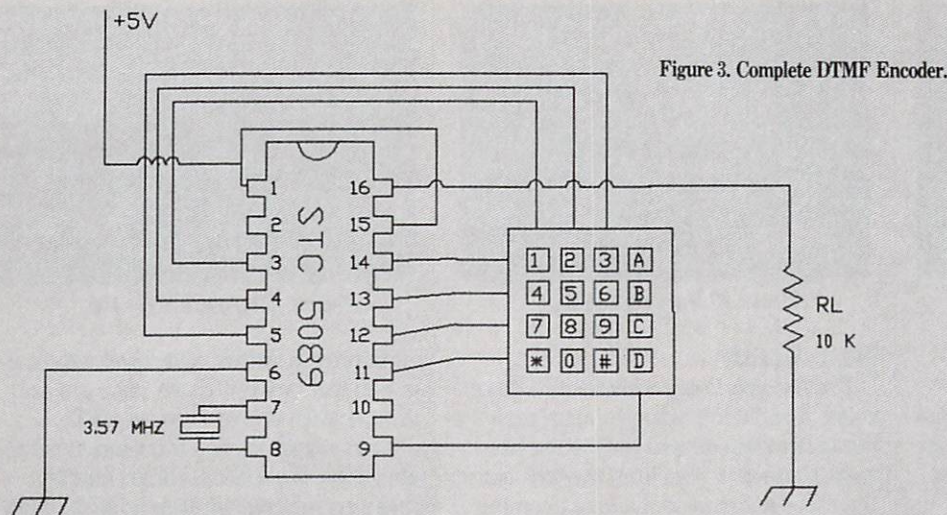 +5V
Figure 3. Complete DTMF Encoder.
1 16
2 STC 5089 15
3 14
4 13
5 12
6 11
7 10
8 9
3.57 MHZ
1 2 3 A
4 5 6 B
7 8 9 C
* 0 # D
RL
10 K